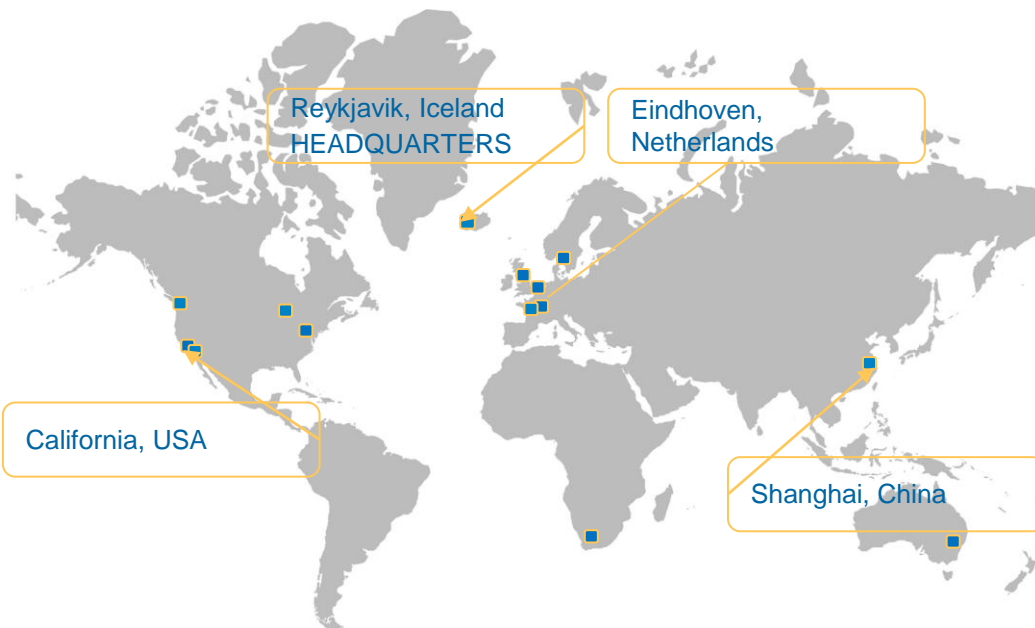 Reykjavik, Iceland
HEADQUARTERS
Eindhoven,
Netherlands
California, USA
Shanghai, China